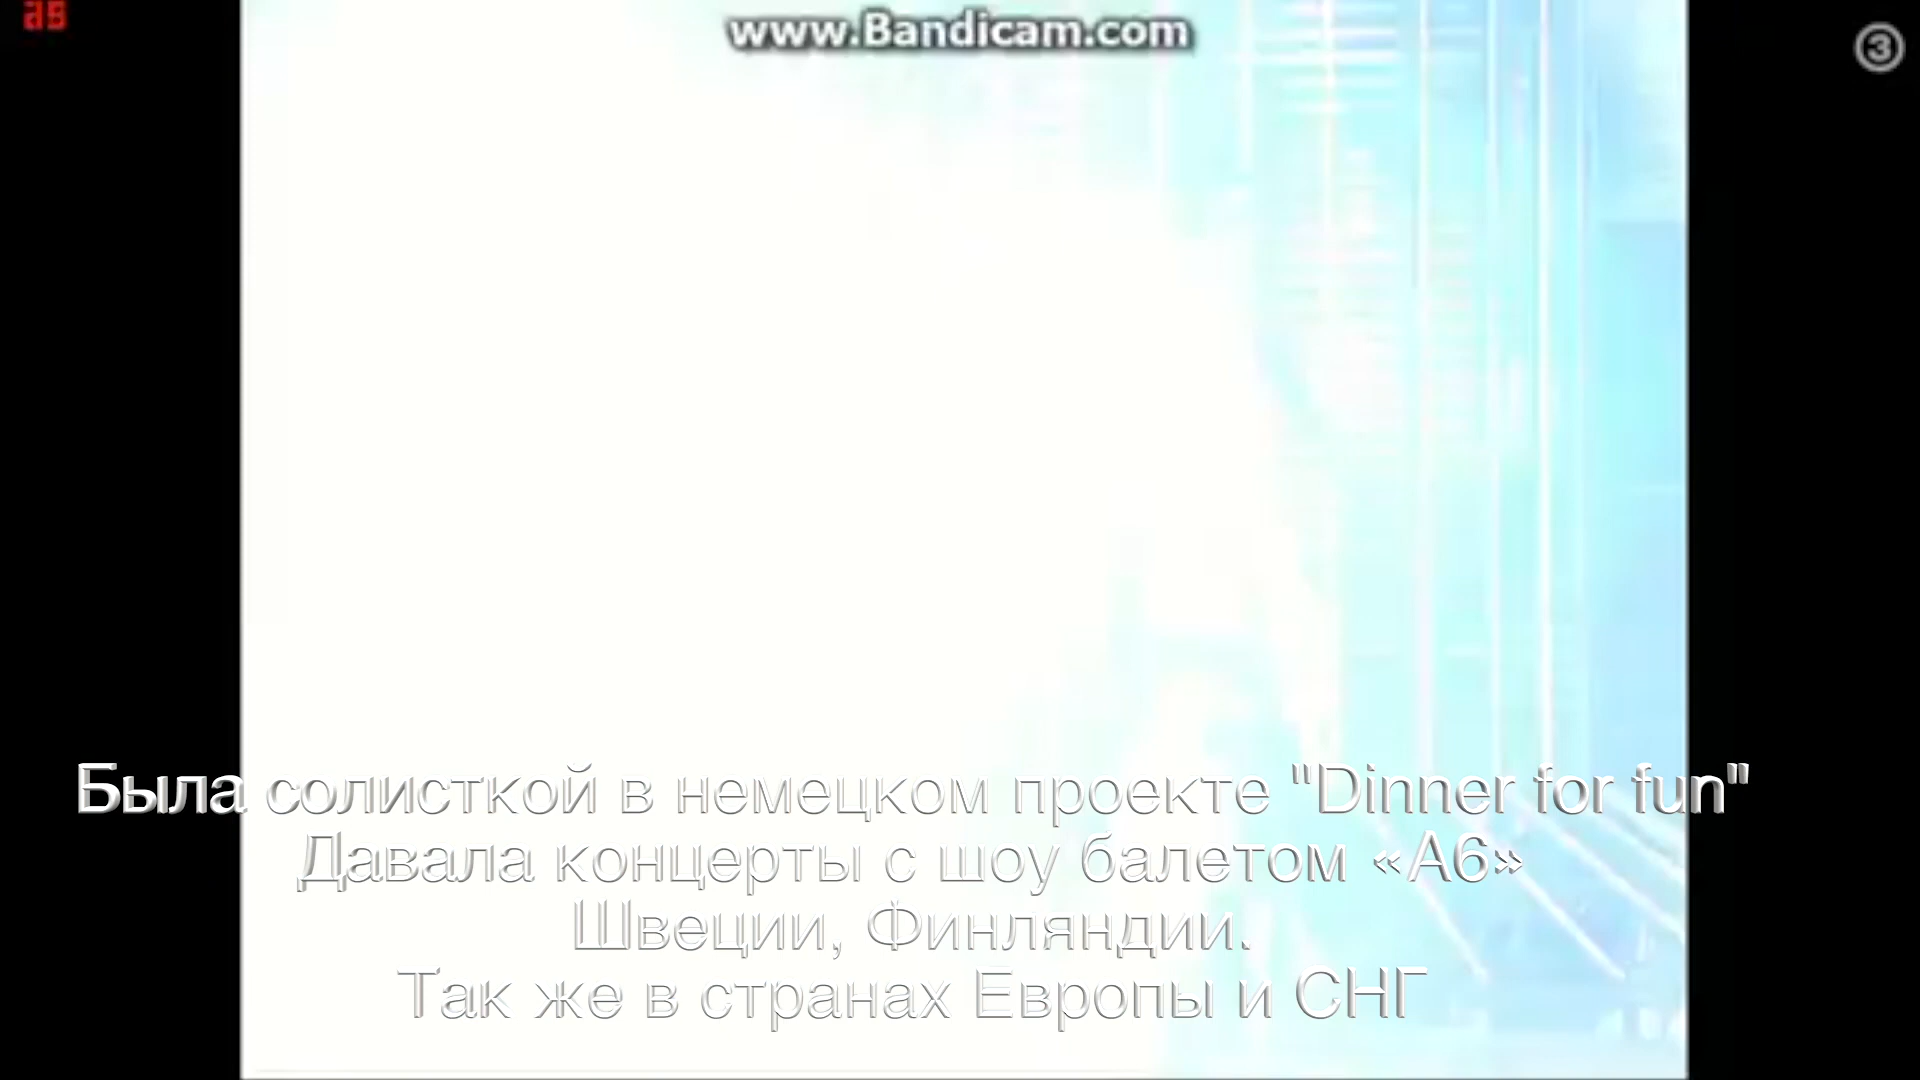 www.Bandicam.com
3
Была солисткой в немецком проекте "Dinner for fun"
Давала концерты с шоу балетом «А6»
Швеции, Финляндии.
Так же в странах Европы и СНГ